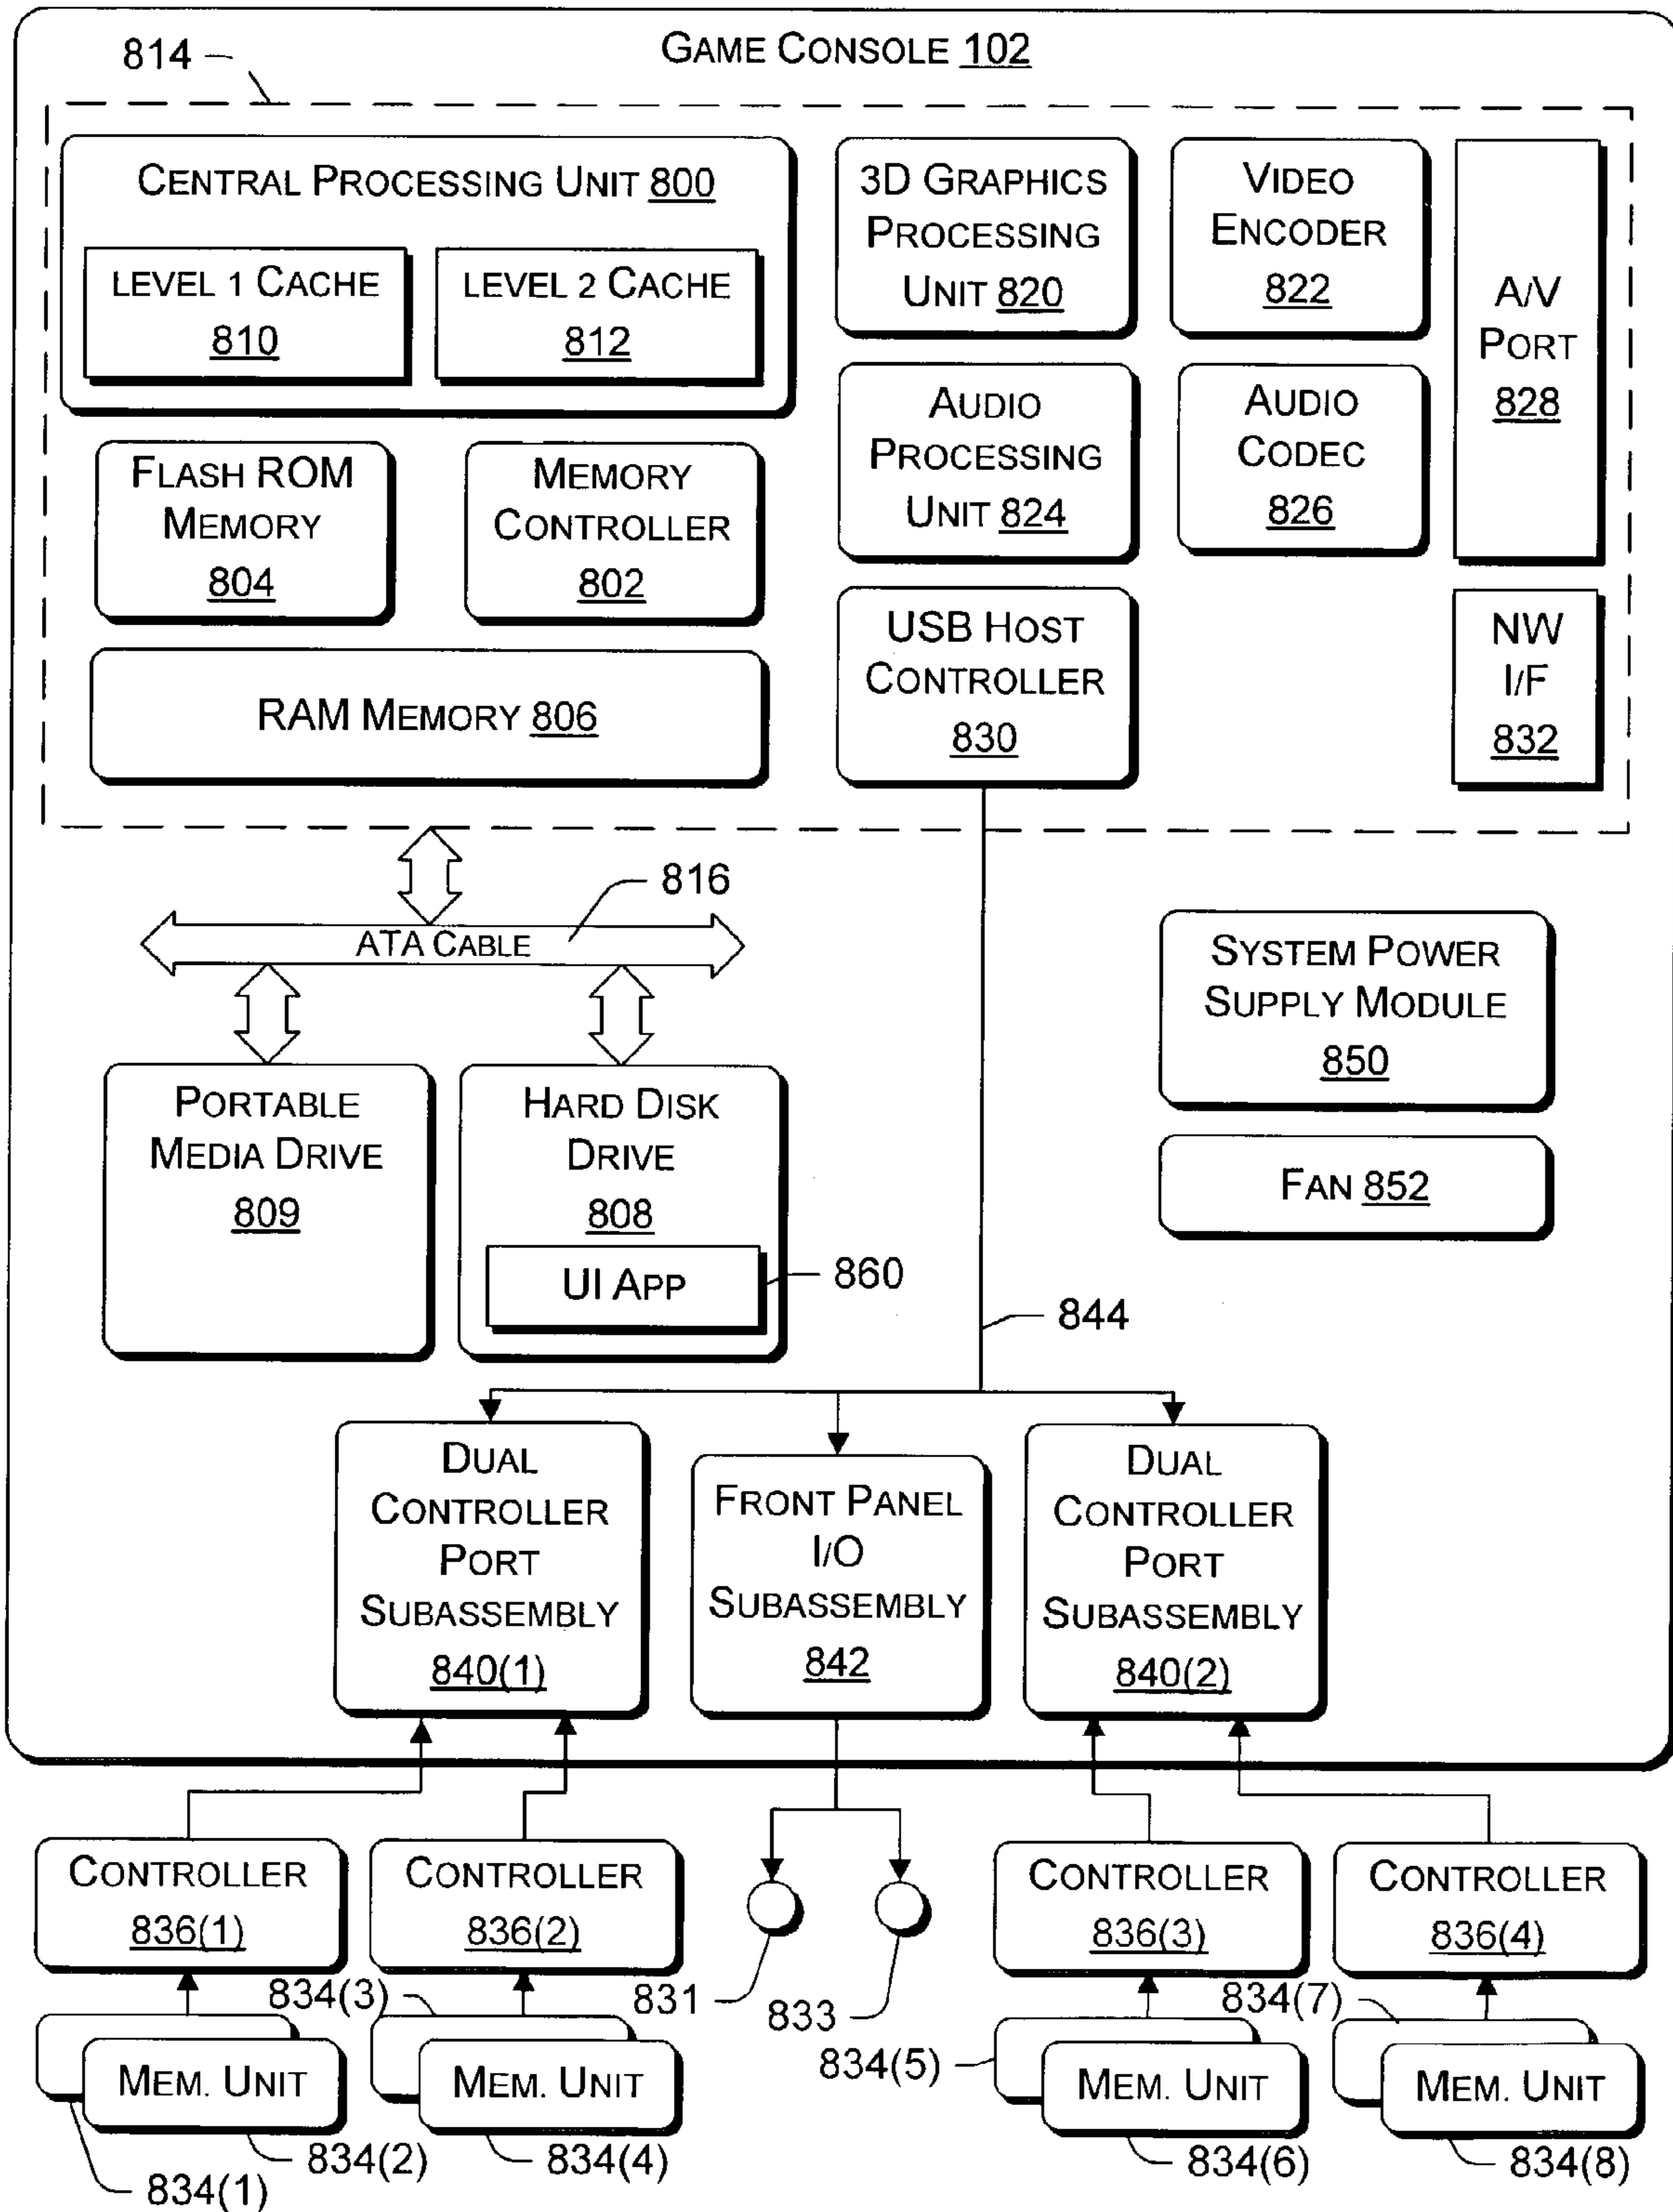 GAME CONSOLE 102
814
CENTRAL PROCESSING UNIT 800
LEVEL 1 CACHE
810
LEVEL 2 CACHE
812
3D GRAPHICS
PROCESSING
UNIT 820
VIDEO
ENCODER
822
A/V
PORT
828
FLASH ROM
MEMORY
804
MEMORY
CONTROLLER
802
AUDIO
PROCESSING
UNIT 824
AUDIO
CODEC
826
RAM MEMORY 806
USB HOST
CONTROLLER
830
NW
I/F
832
816
ATA CABLE
SYSTEM POWER
SUPPLY MODULE
850
PORTABLE
MEDIA DRIVE
809
HARD DISK
DRIVE
808
UI APP
860
FAN 852
844
DUAL
CONTROLLER
PORT
SUBASSEMBLY
840(1)
FRONT PANEL
I/O
SUBASSEMBLY
842
DUAL
CONTROLLER
PORT
SUBASSEMBLY
840(2)
CONTROLLER
836(1)
CONTROLLER
836(2)
CONTROLLER
836(3)
CONTROLLER
836(4)
834(3)
831
833
834(5)
834(7)
MEM. UNIT
MEM. UNIT
MEM. UNIT
MEM. UNIT
834(1)
834(2)
834(4)
834(6)
834(8)